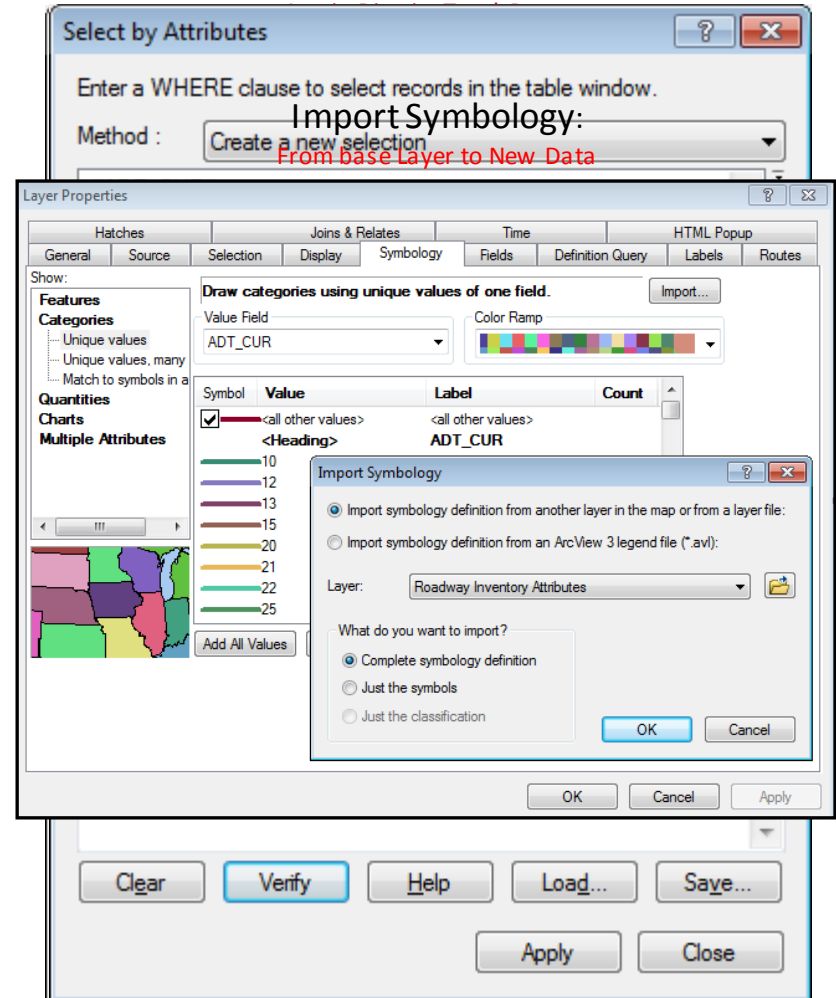 Select by Attributes
Enter a WHERE clause to select records in the table window.
Import Symbology:
Method : Create a new selection
From base Layer to New Data
Layer Properties
Hatches Joins & Relates Time HTML Popup
General Source Selection Display Symbology Fields Definition Query Labels Routes
Show:
Features
Categories
Unique values
Unique values, many
Match to symbols in a
Quantities
Charts
Multiple Attributes
Draw categories using unique values of one field.
Import...
Value Field
ADT_CUR
Color Ramp
Symbol Value Label Count
<all other values> <all other values>
<Heading> ADT_CUR
10
12
13
15
20
21
22
25
Add All Values
Import Symbology
Import symbology definition from another layer in the map or from a layer file:
Import symbology definition from an ArcView 3 legend file (*.avl):
Layer: Roadway Inventory Attributes
What do you want to import?
Complete symbology definition
Just the symbols
Just the classification
OK Cancel
OK Cancel Apply
Clear Verify Help Load... Save...
Apply Close